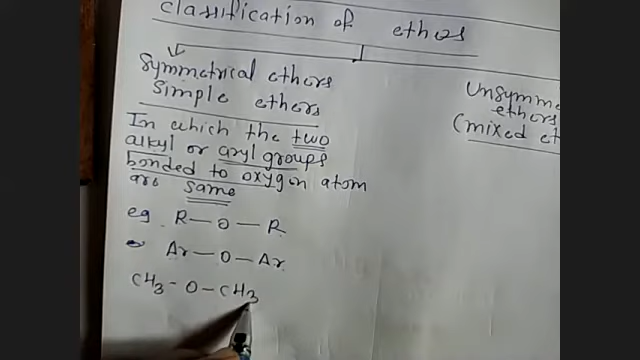 classification of ethers
Symmetrical ethers
Simple ethers
In which the two
alkyl or aryl groups
bonded to oxygen atom
are same
eg R—O—R
Ar—O—Ar
CH3-O-CH3
Unsymme
ethers
(mixed et